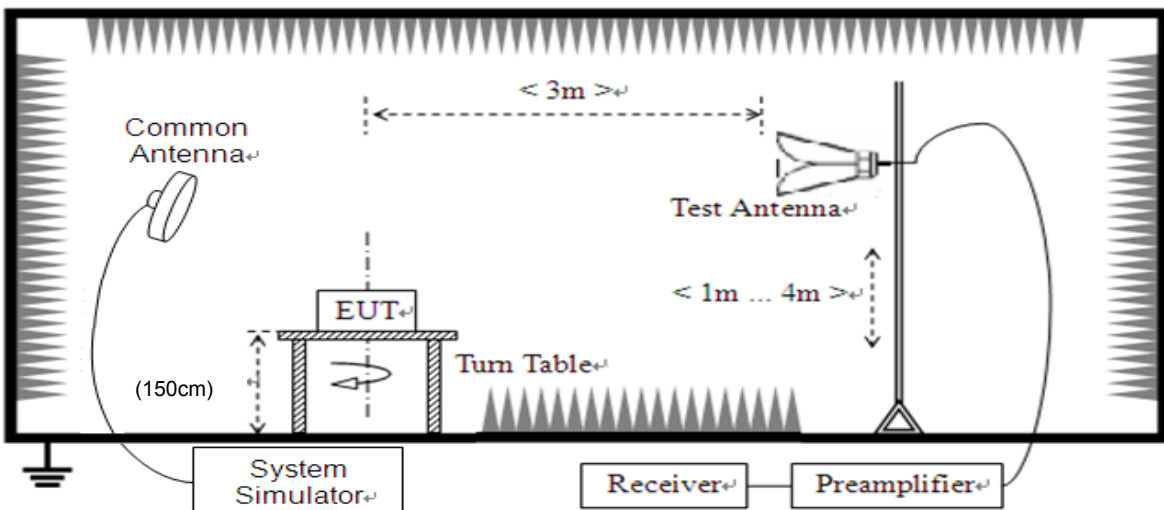 < 3m >↵
Common
Antenna↵
Test Antenna↵
< 1m ... 4m >↵
EUT↵
Turn Table↵
(150cm)
↵
System
Simulator↵
Receiver↵
Preamplifier↵